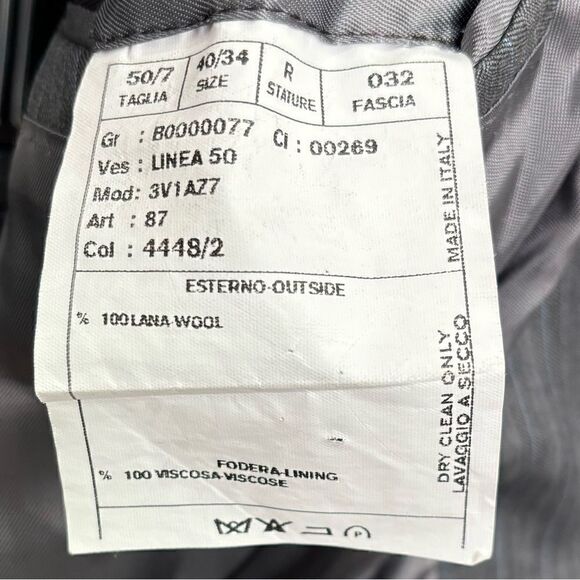 50/7 40/34 R 032
TAGLIA SIZE STATURE FASCIA
Gr : B0000077 Ci : 00269
Ves : LINEA 50
Mod: 3V1AZ7
Art : 87
Col : 4448/2
MADE IN ITALY
ESTERNO-OUTSIDE
% 100 LANA-WOOL
DRY CLEAN ONLY
LAVAGGIO A SECCO
FODERA-LINING
% 100 VISCOSA-VISCOSE
P